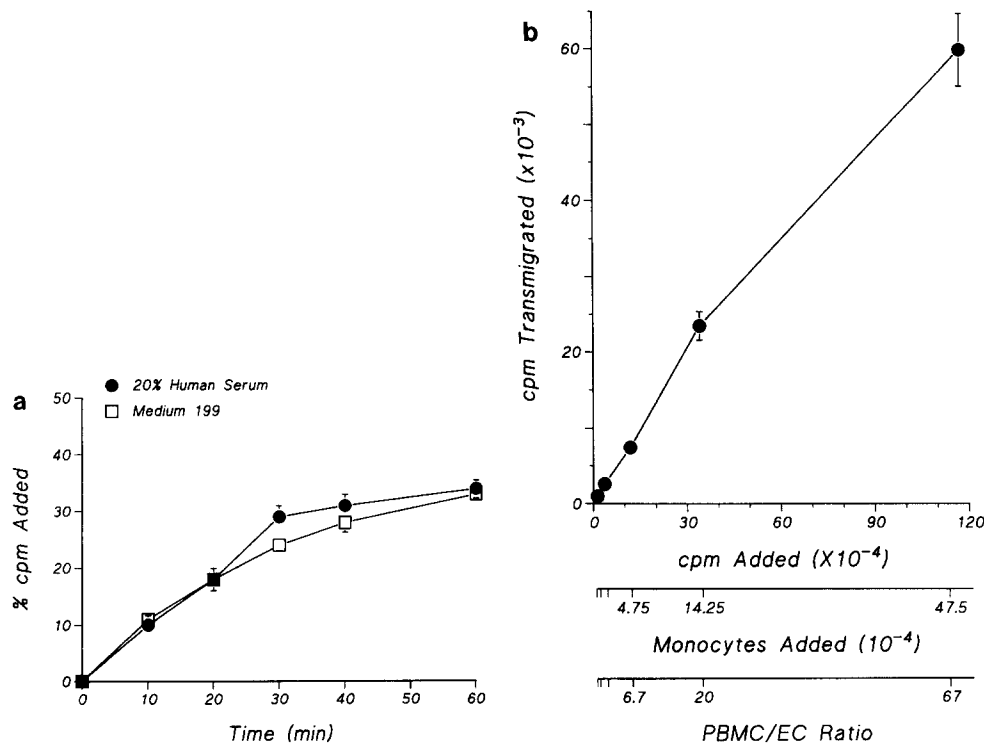 a
● 20% Human Serum
□ Medium 199
50
40
30
20
10
0
% cpm Added
0 10 20 30 40 50 60
Time (min)
b
60
40
20
0
cpm Transmigrated (x10⁻³)
0 30 60 90 120
cpm Added (X10⁻⁴)
4.75 14.25 47.5
Monocytes Added (10⁻⁴)
6.7 20 67
PBMC/EC Ratio